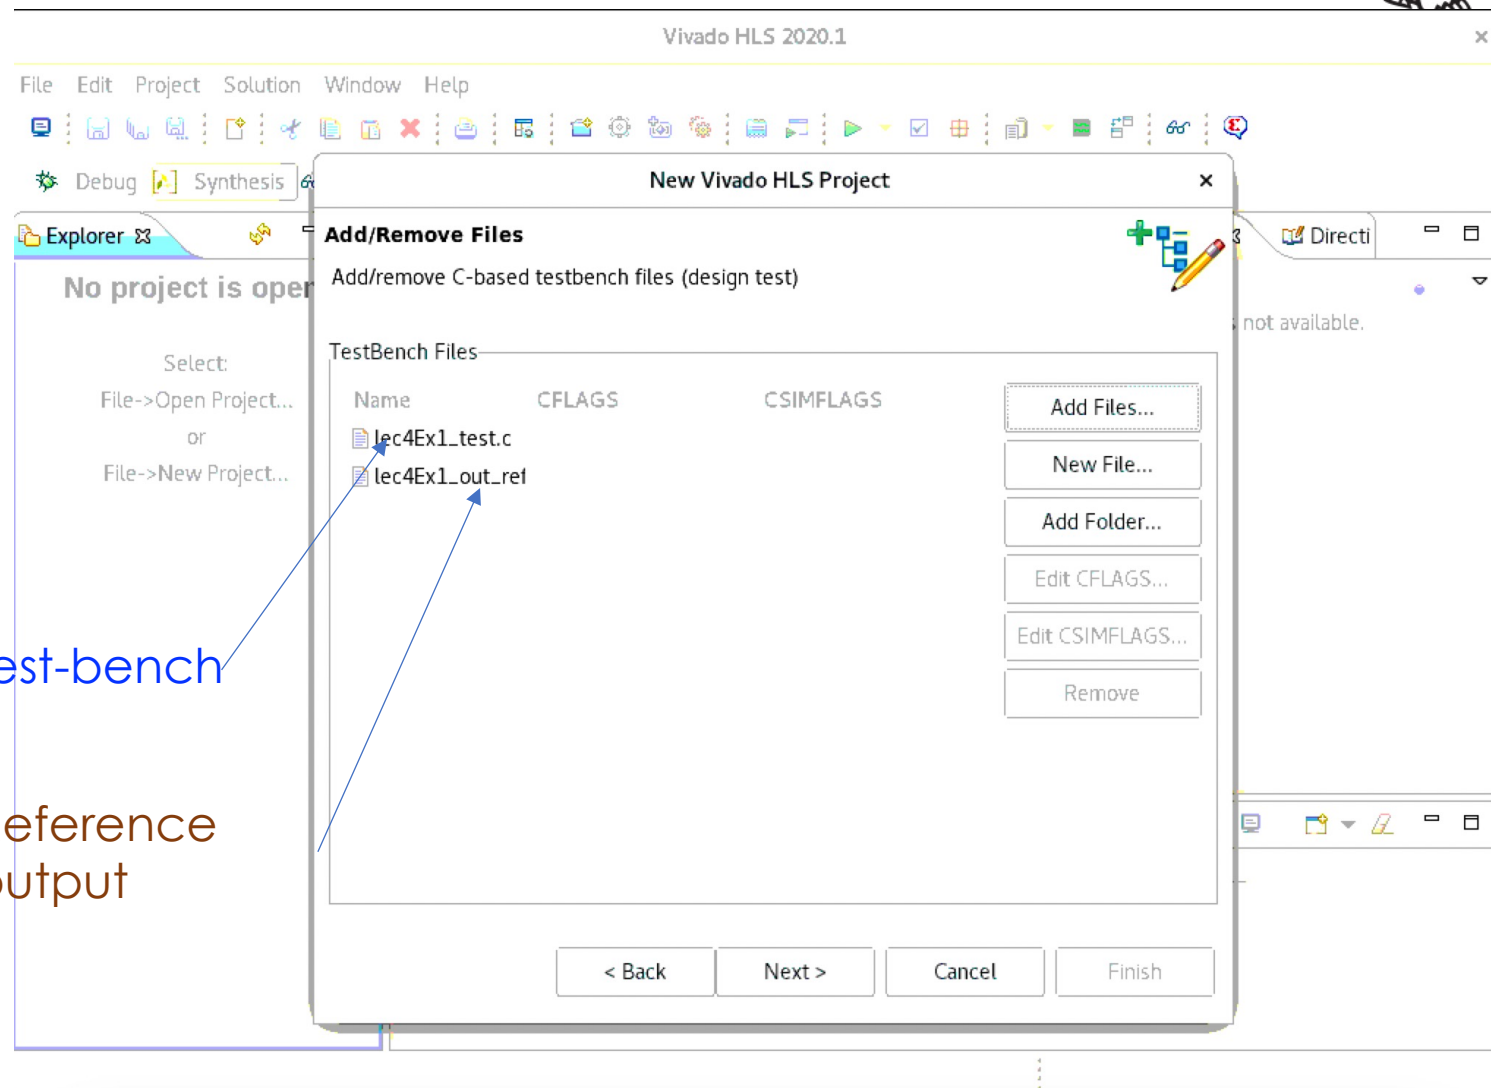 Vivado HLS 2020.1
File Edit Project Solution Window Help
Debug Synthesis
New Vivado HLS Project
Explorer
Add/Remove Files
Directi
Add/remove C-based testbench files (design test)
No project is oper
not available.
TestBench Files
Select:
File->Open Project...
or
File->New Project...
Name CFLAGS CSIMFLAGS
lec4Ex1_test.c
lec4Ex1_out_ref
Add Files...
New File...
Add Folder...
Edit CFLAGS...
Edit CSIMFLAGS...
Remove
est-bench
eference
output
< Back Next > Cancel Finish